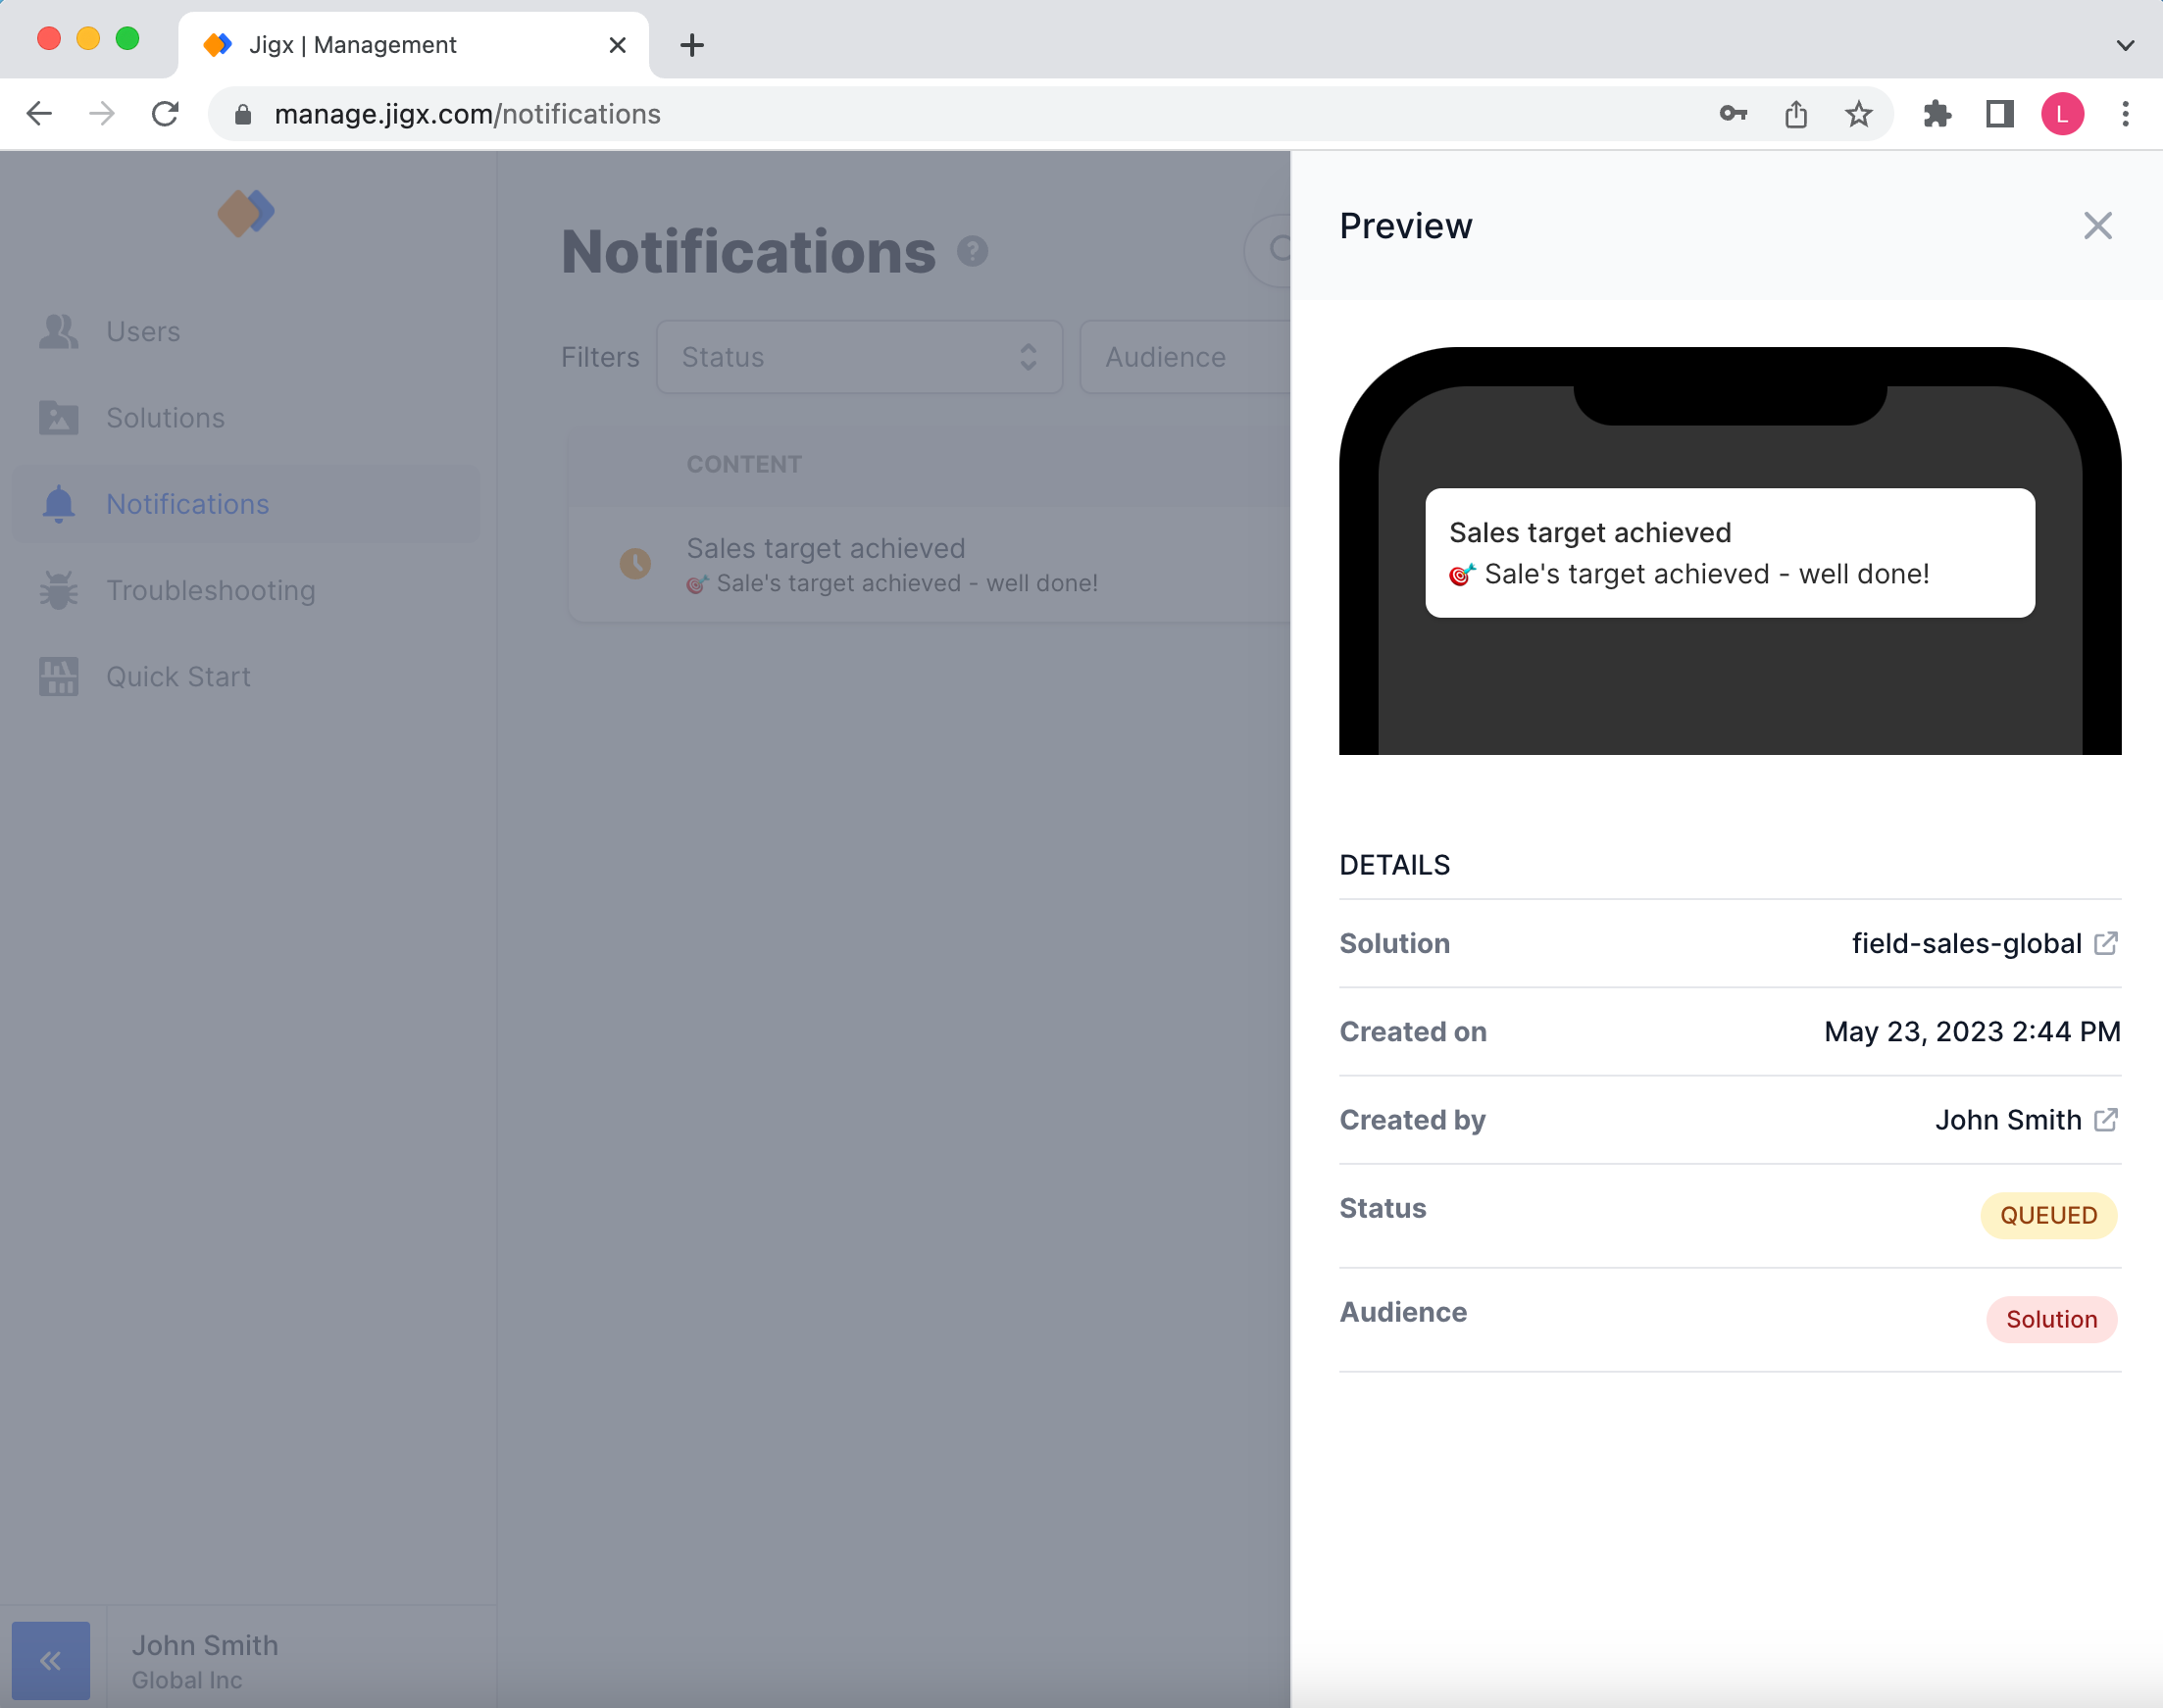 Jigx | Management
manage.jigx.com/notifications
L
Users
Solutions
Notifications
Troubleshooting
Quick Start
John Smith
Global Inc
Notifications
?
Filters
Status
Audience
CONTENT
Sales target achieved
🎯 Sale's target achieved - well done!
Preview
Sales target achieved
🎯 Sale's target achieved - well done!
DETAILS
Solution field-sales-global
Created on May 23, 2023 2:44 PM
Created by John Smith
Status QUEUED
Audience Solution